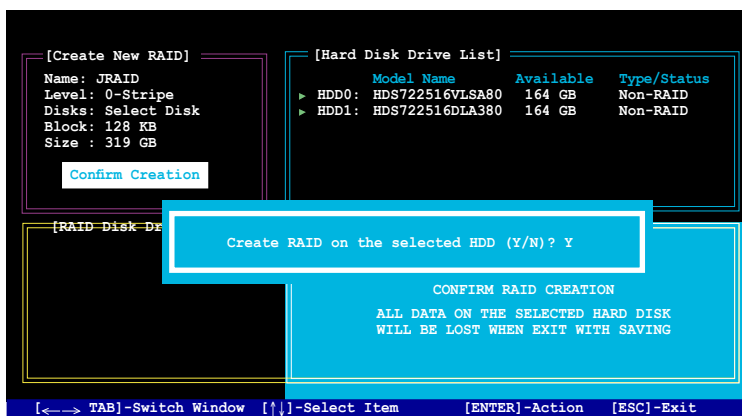 [Create New RAID]
Name: JRAID
Level: 0-Stripe
Disks: Select Disk
Block: 128 KB
Size : 319 GB
Confirm Creation
[Hard Disk Drive List]
Model Name Available Type/Status
HDD0: HDS722516VLSA80 164 GB Non-RAID
HDD1: HDS722516DLA380 164 GB Non-RAID
[RAID Disk Dr
Create RAID on the selected HDD (Y/N)? Y
CONFIRM RAID CREATION
ALL DATA ON THE SELECTED HARD DISK
WILL BE LOST WHEN EXIT WITH SAVING
[←→ TAB]-Switch Window [↑↓]-Select Item [ENTER]-Action [ESC]-Exit